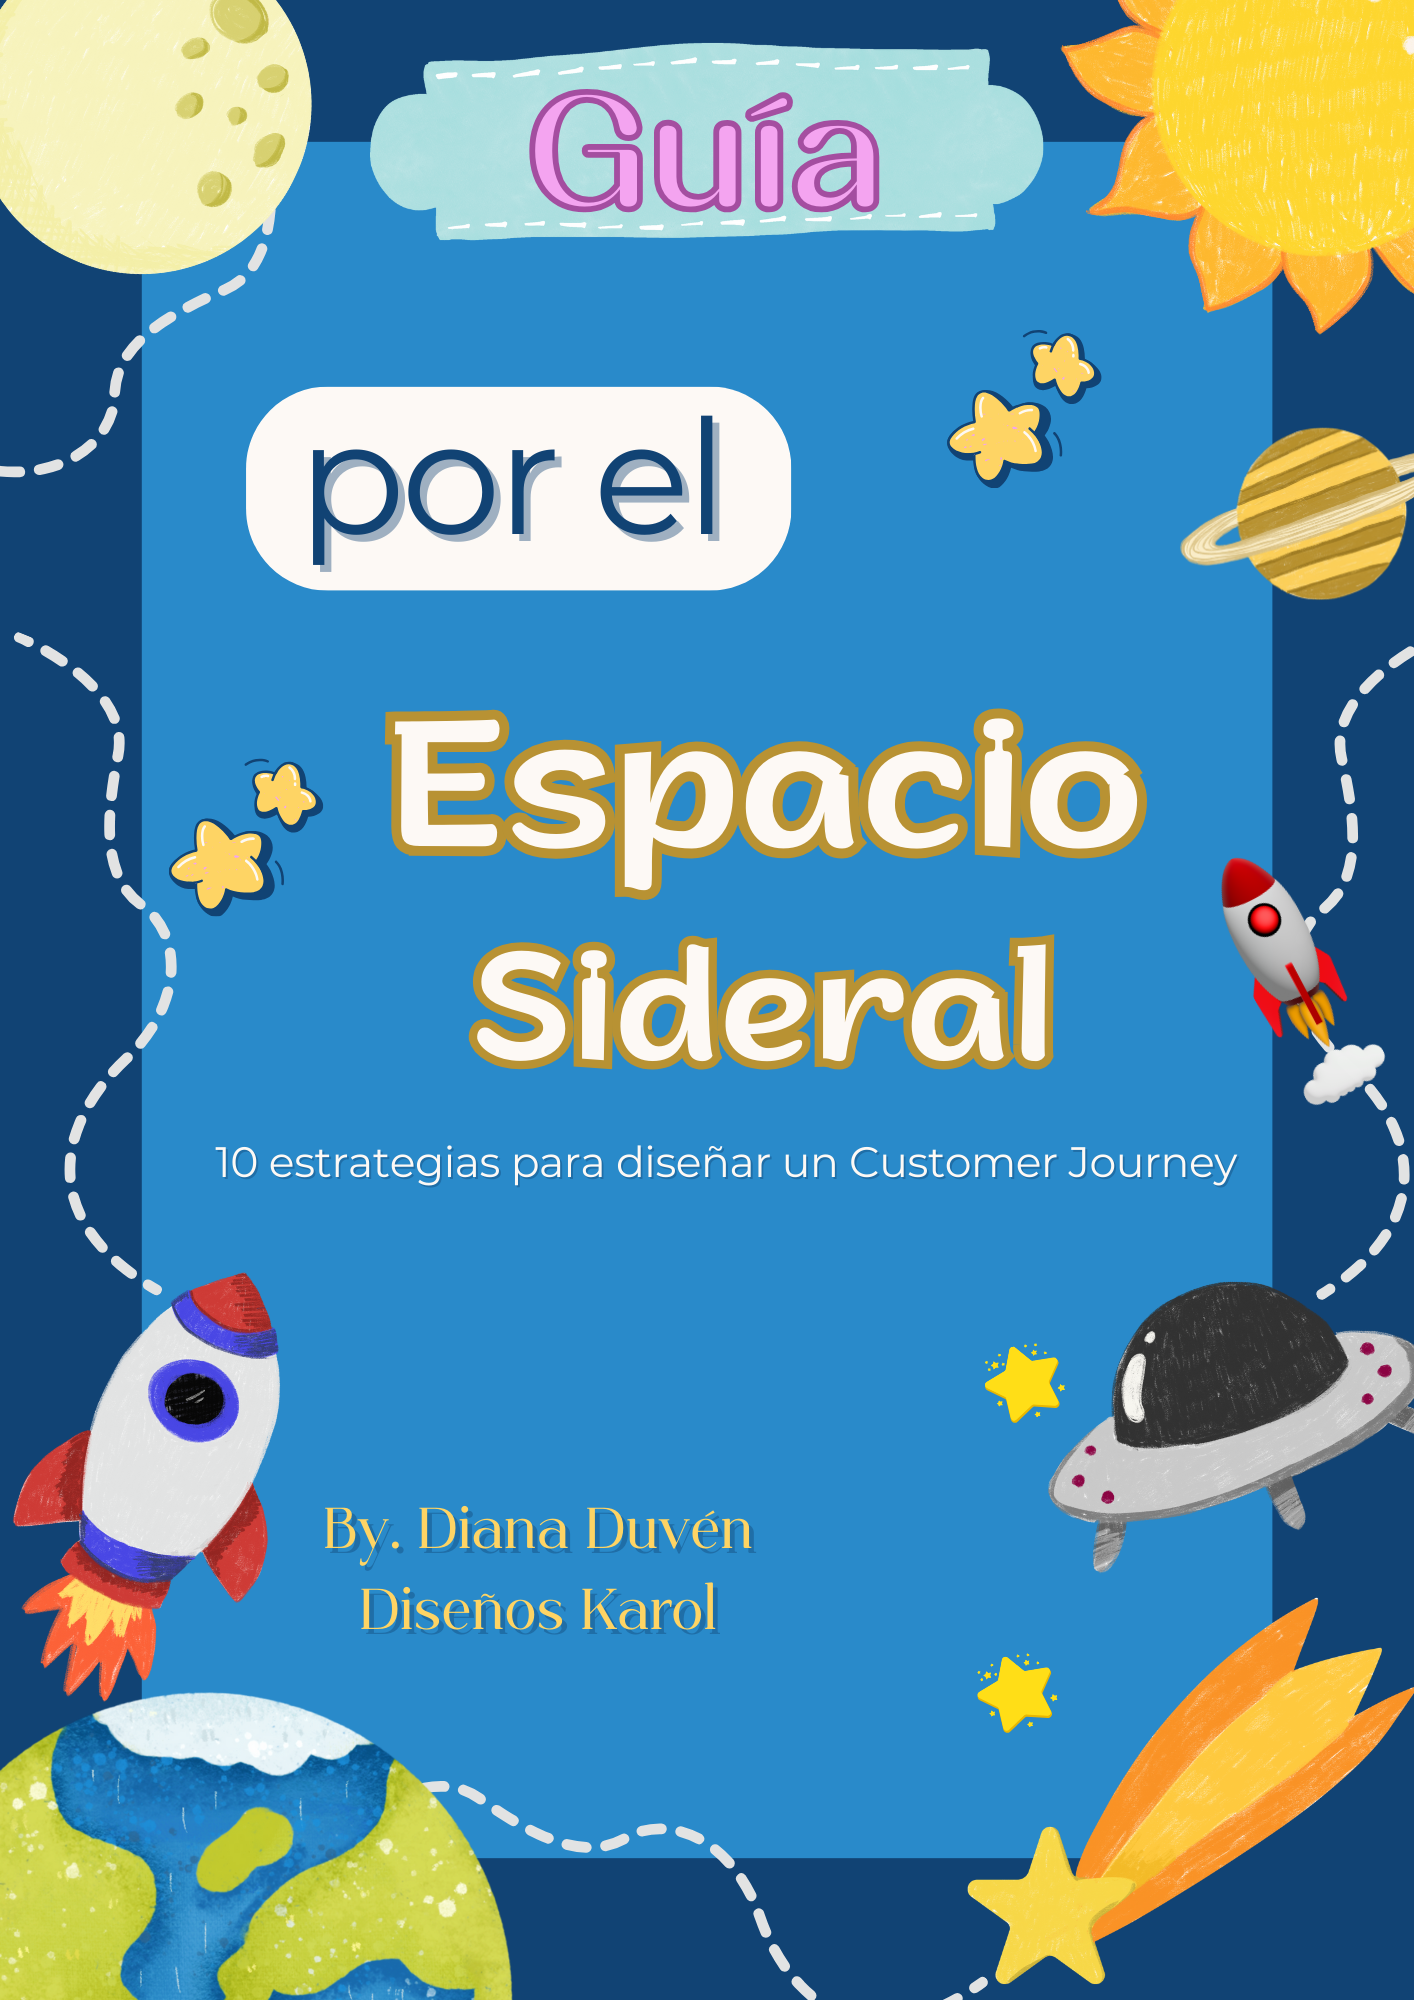 Guía
por el
Espacio
Sideral
10 estrategias para diseñar un Customer Journey
By. Diana Duvén
Diseños Karol